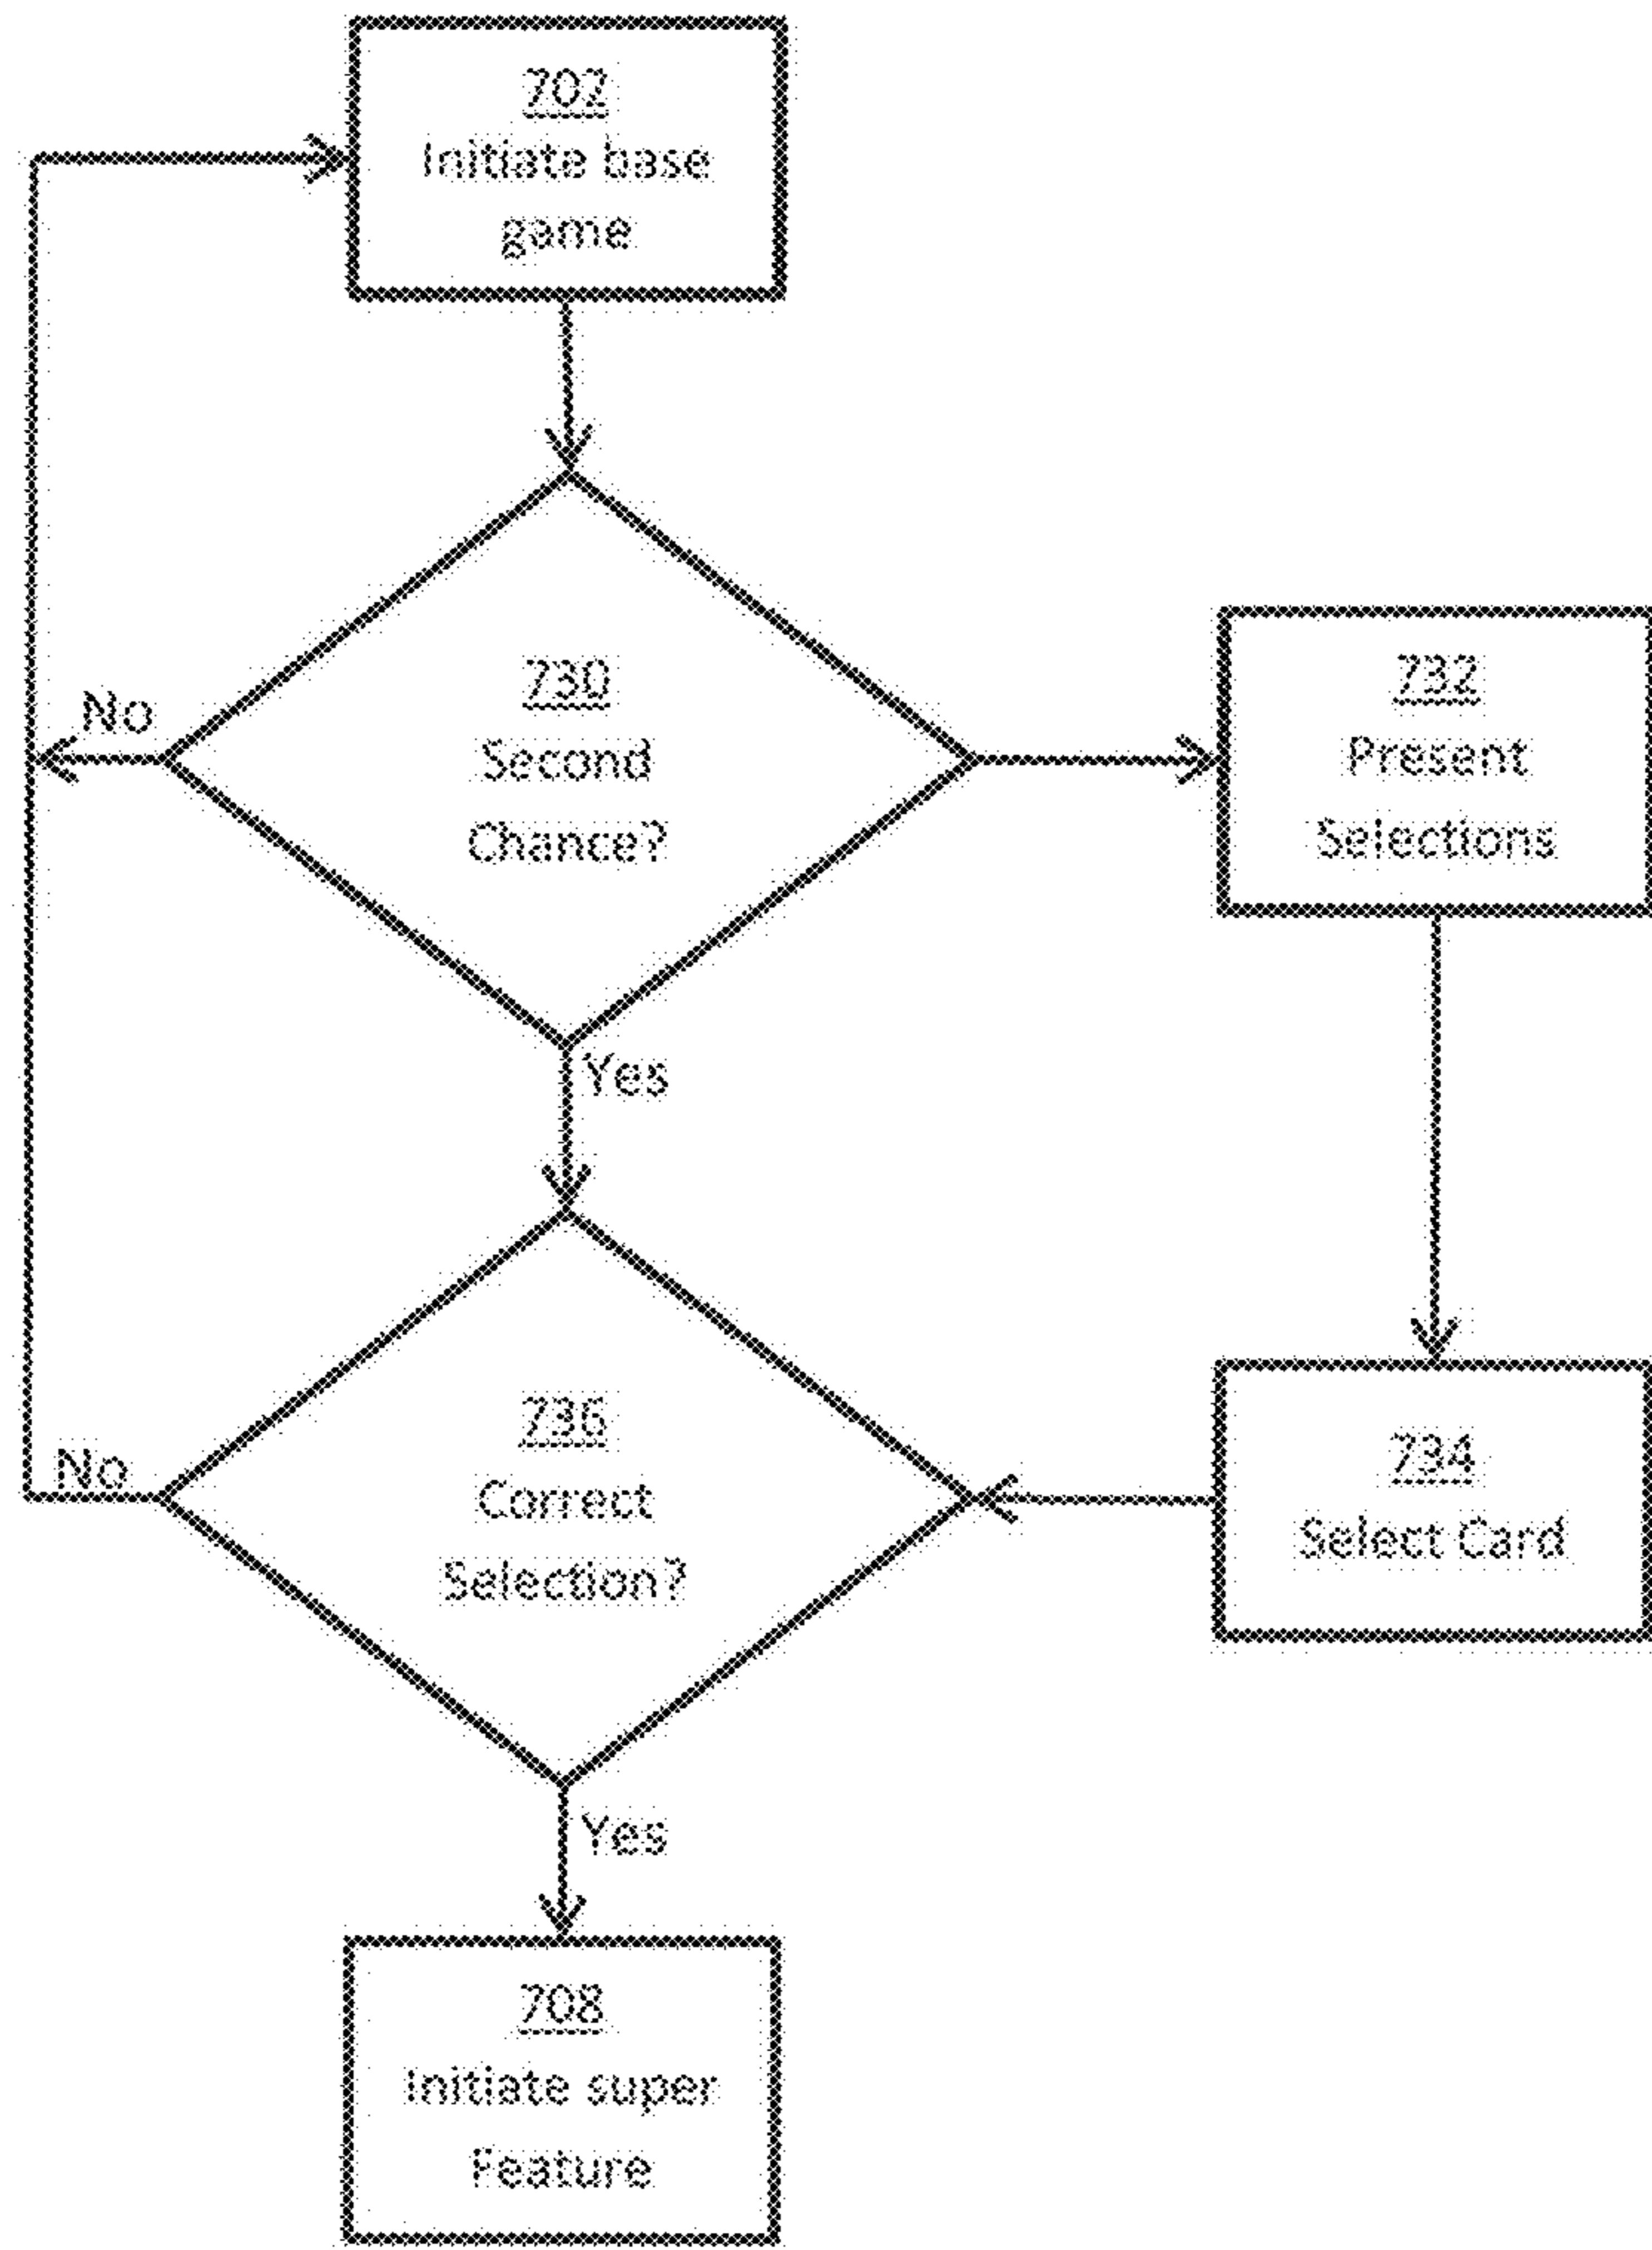 702
Initiate base
game
730
Second
Chance?
No
Yes
732
Present
Selections
736
Correct
Selection?
No
Yes
734
Select Card
708
Initiate super
Feature